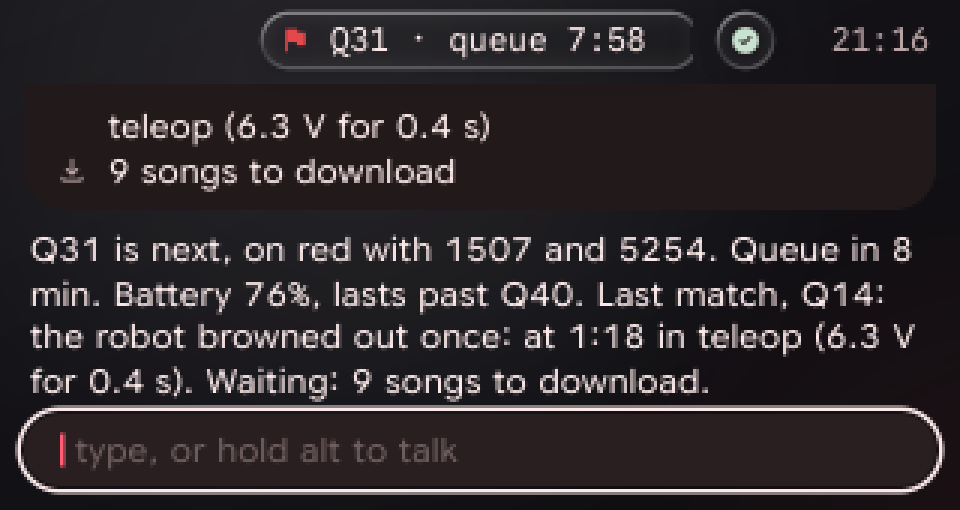 Q31 · queue 7:58
21:16
teleop (6.3 V for 0.4 s)
9 songs to download
Q31 is next, on red with 1507 and 5254. Queue in 8
min. Battery 76%, lasts past Q40. Last match, Q14:
the robot browned out once: at 1:18 in teleop (6.3 V
for 0.4 s). Waiting: 9 songs to download.
type, or hold alt to talk